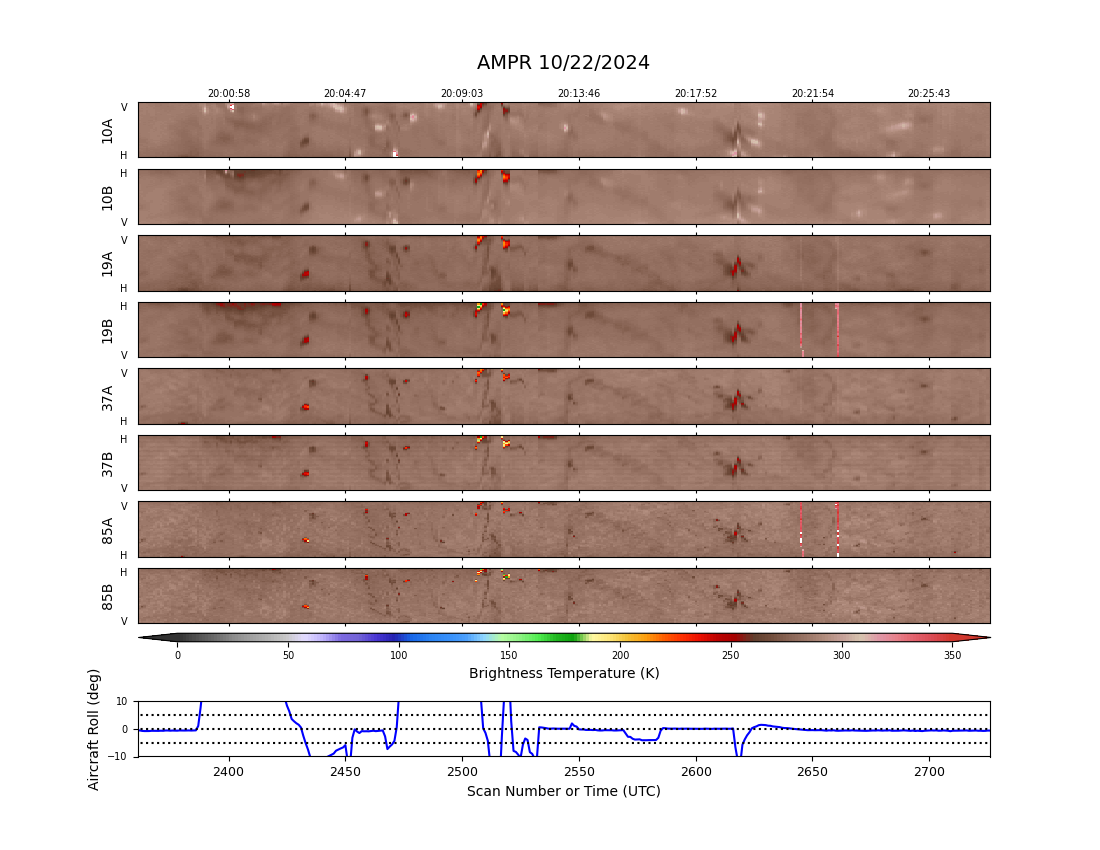 AMPR 10/22/2024
20:00:58 20:04:47 20:09:03 20:13:46 20:17:52 20:21:54 20:25:43
V
10A
H
H
10B
V
V
19A
H
H
19B
V
V
37A
H
H
37B
V
V
85A
H
H
85B
V
0 50 100 150 200 250 300 350
Brightness Temperature (K)
Aircraft Roll (deg)
10
0
−10
2400 2450 2500 2550 2600 2650 2700
Scan Number or Time (UTC)